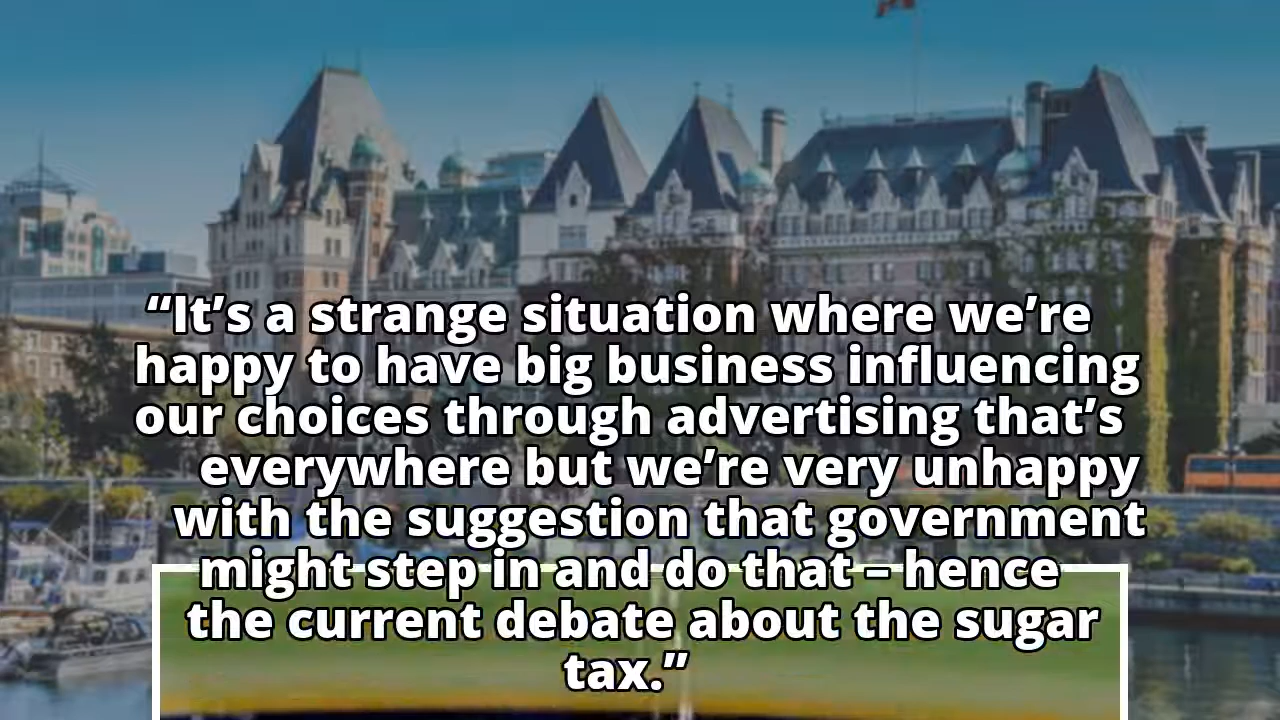 “It’s a strange situation where we’re
happy to have big business influencing
our choices through advertising that’s
everywhere but we’re very unhappy
with the suggestion that government
might step in and do that – hence
the current debate about the sugar
tax.”